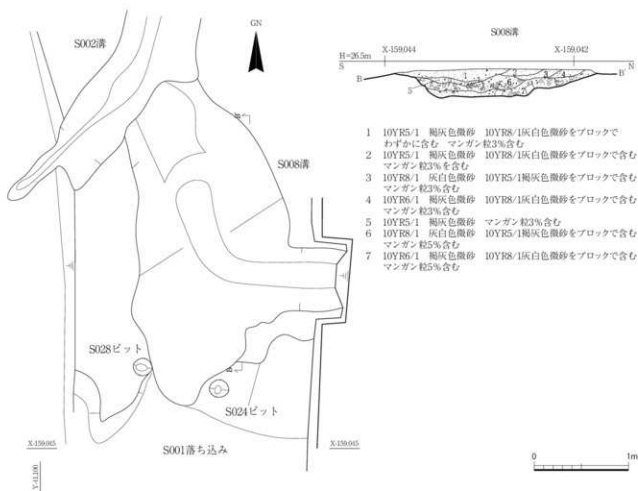 S002溝
GN
S008溝
S028ピット
S024ピット
S001落ち込み
X-159,045
X-159,045
S008溝
X-159,044
X-159,042
H=26.5m
S
N
B
B'
1
2
3
4
5
6
1 10YR5/1 褐灰色微砂 10YR8/1灰白色微砂をブロックで
わずかに含む マンガン粒3%含む
2 10YR5/1 褐灰色微砂 10YR8/1灰白色微砂をブロックで含む
マンガン粒3%を含む
3 10YR8/1 灰白色微砂 10YR5/1褐灰色微砂をブロックで含む
マンガン粒3%含む
4 10YR6/1 褐灰色微砂 10YR8/1灰白色微砂をブロックで含む
マンガン粒3%含む
5 10YR5/1 褐灰色微砂 マンガン粒3%含む
6 10YR8/1 灰白色微砂 10YR5/1褐灰色微砂をブロックで含む
マンガン粒5%含む
7 10YR6/1 褐灰色微砂 10YR8/1灰白色微砂をブロックで含む
マンガン粒5%含む
0
1m